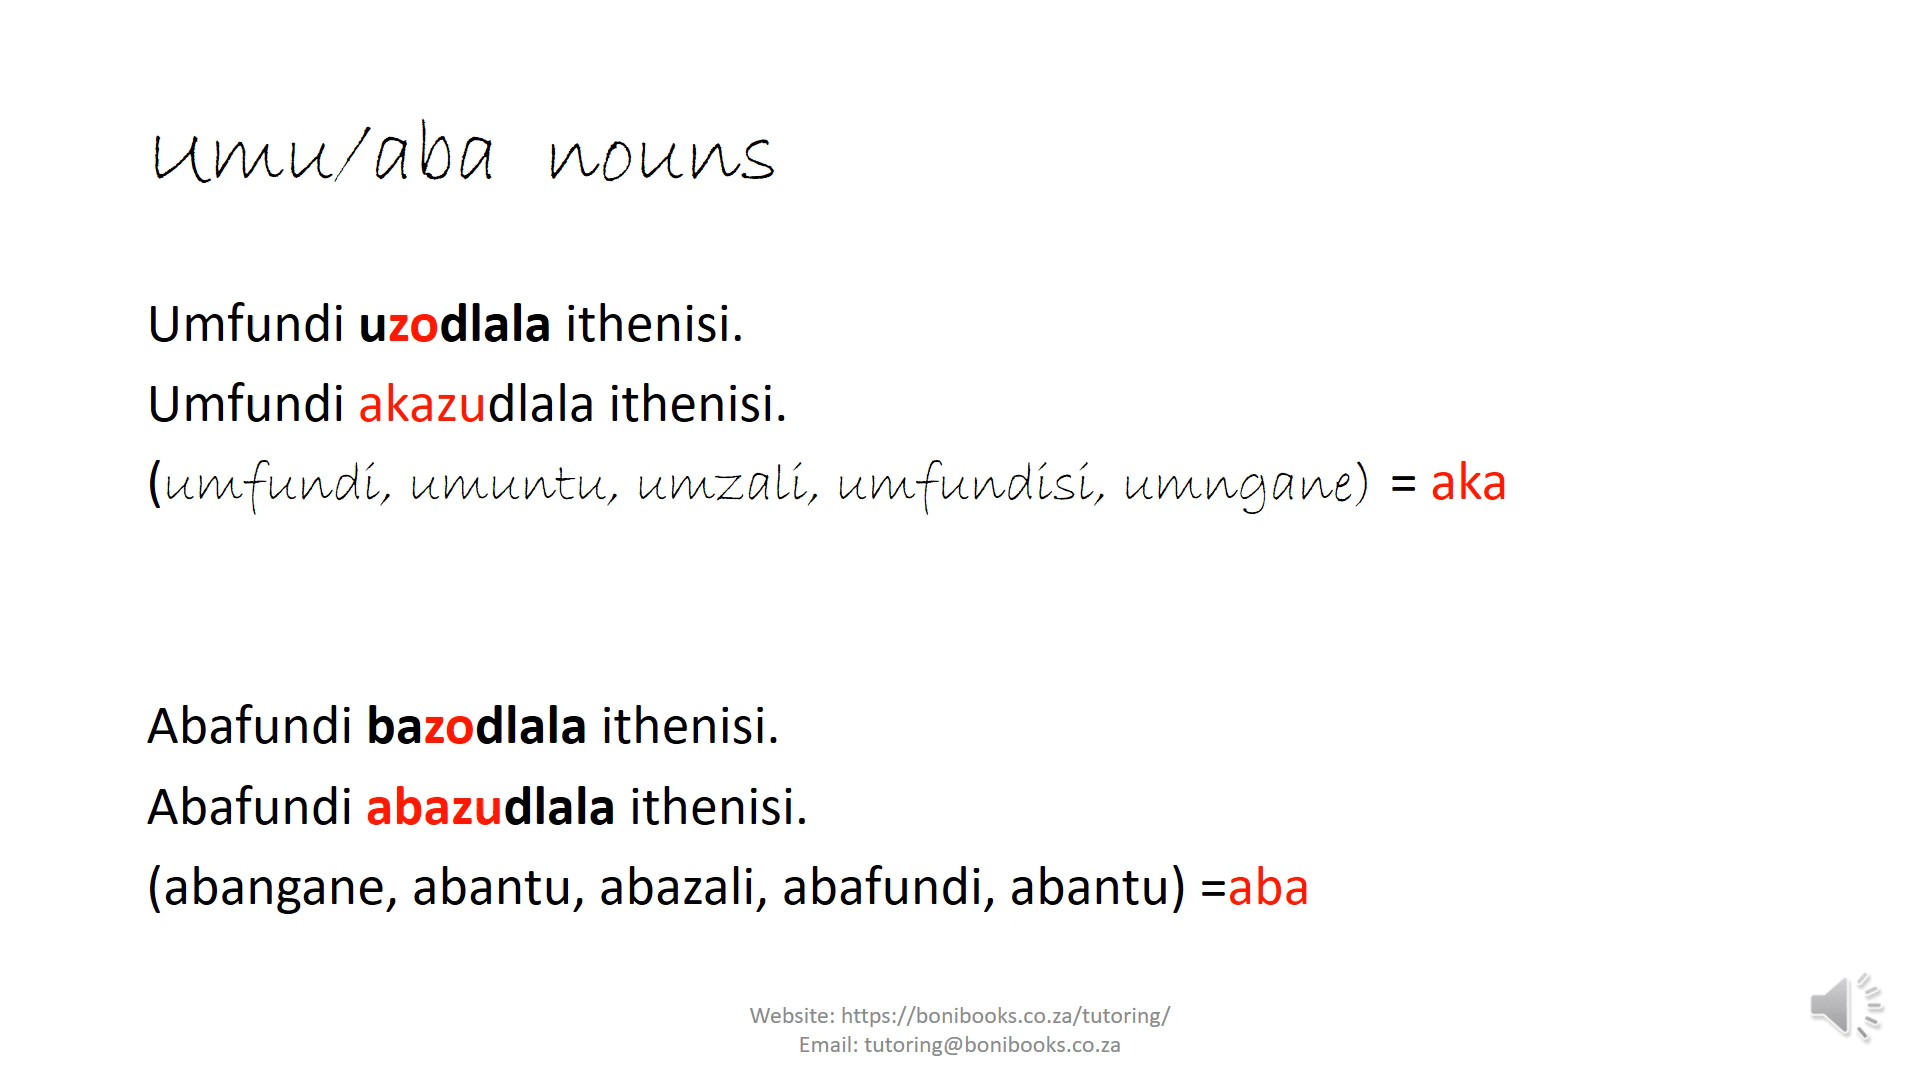 Umu/aba nouns
Umfundi uzodlala ithenisi.
Umfundi akazudlala ithenisi.
(umfundi, umuntu, umzali, umfundisi, umngane) = aka
Abafundi bazodlala ithenisi.
Abafundi abazudlala ithenisi.
(abangane, abantu, abazali, abafundi, abantu) =aba
Website: https://bonibooks.co.za/tutoring/
Email: tutoring@bonibooks.co.za